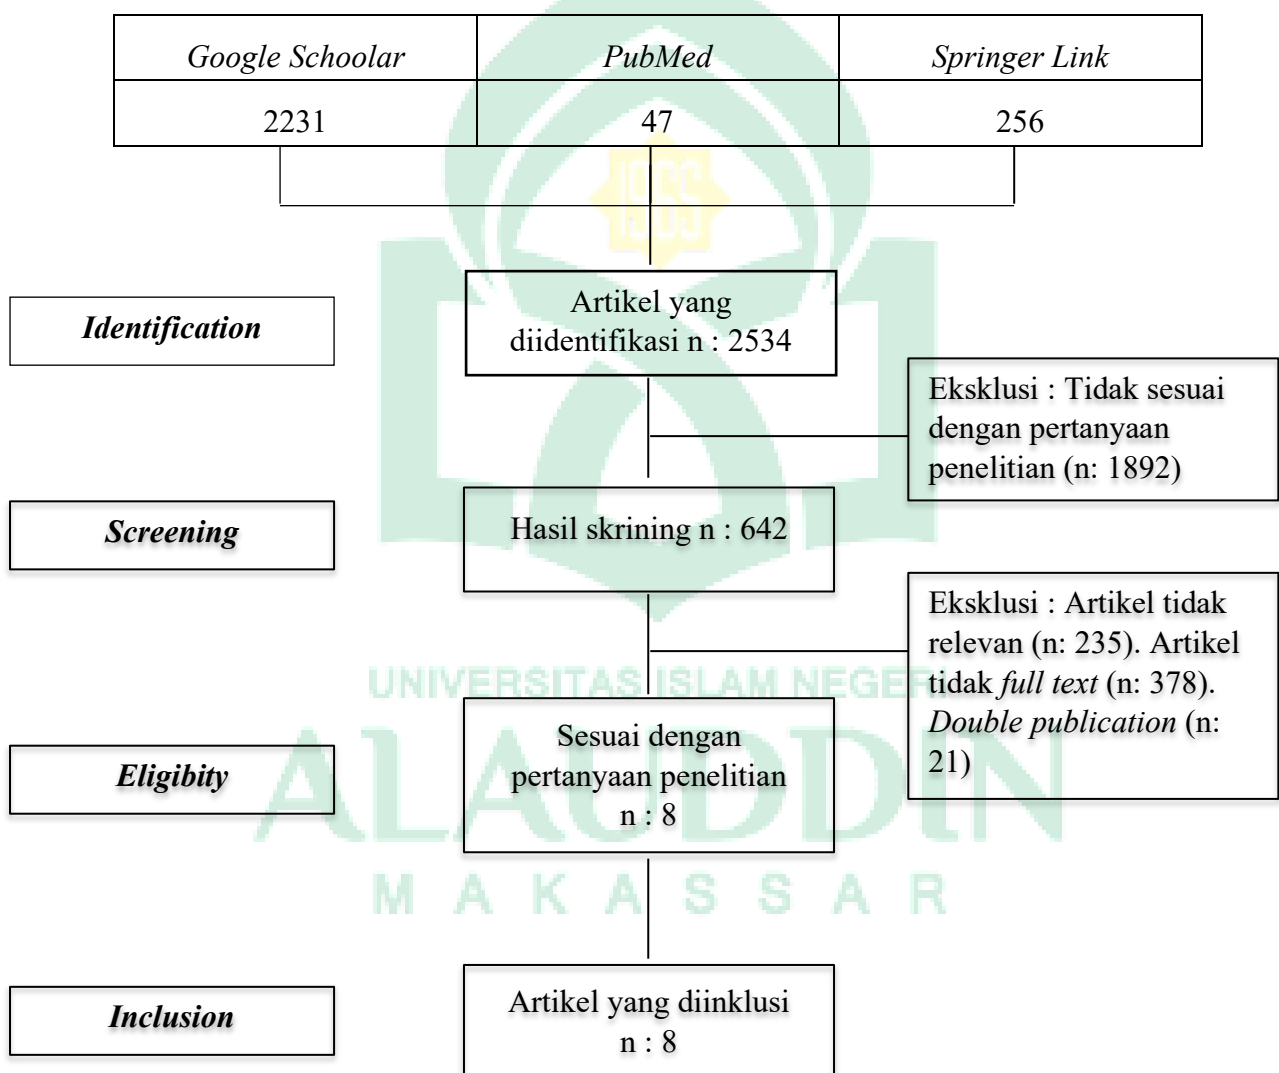 Google Schoolar PubMed Springer Link
2231 47 256
1965
Identification
Artikel yang
diidentifikasi n : 2534
Eksklusi : Tidak sesuai
dengan pertanyaan
penelitian (n: 1892)
Screening
Hasil skrining n : 642
Eksklusi : Artikel tidak
relevan (n: 235). Artikel
tidak full text (n: 378).
Double publication (n:
21)
UNIVERSITAS ISLAM NEGERI
ALAUDDIN
MAKASSAR
Eligibity
Sesuai dengan
pertanyaan penelitian
n : 8
Inclusion
Artikel yang diinklusi
n : 8